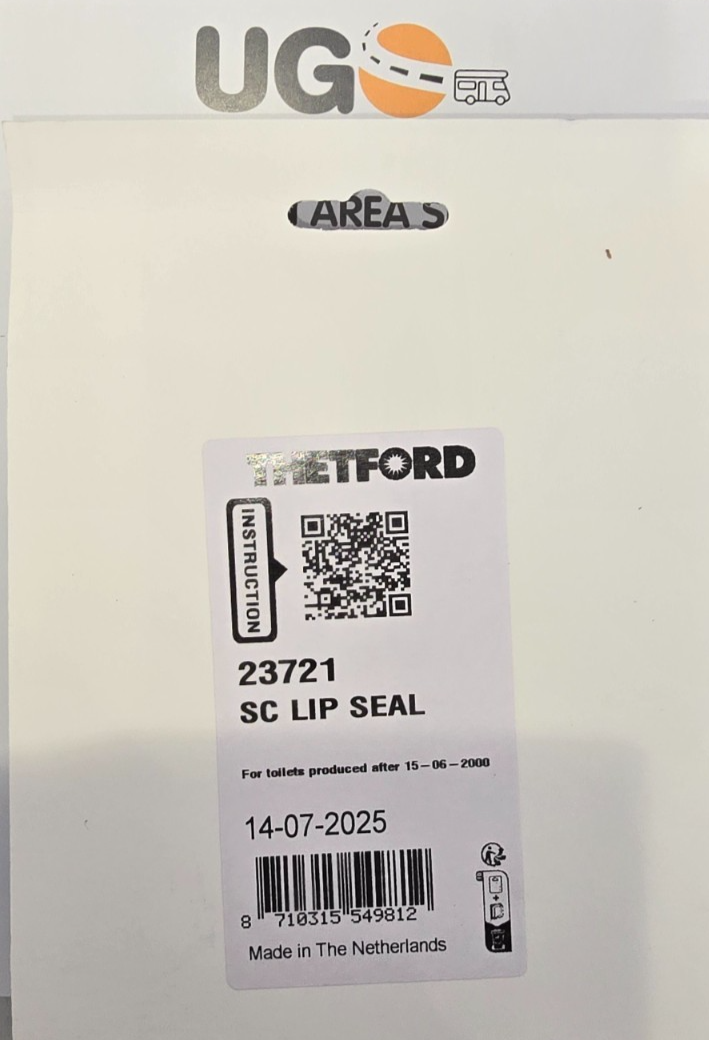 UGO
AREA S
THETFORD
INSTRUCTION
23721
SC LIP SEAL
For toilets produced after 15-06-2000
14-07-2025
8 710315 549812
Made in The Netherlands